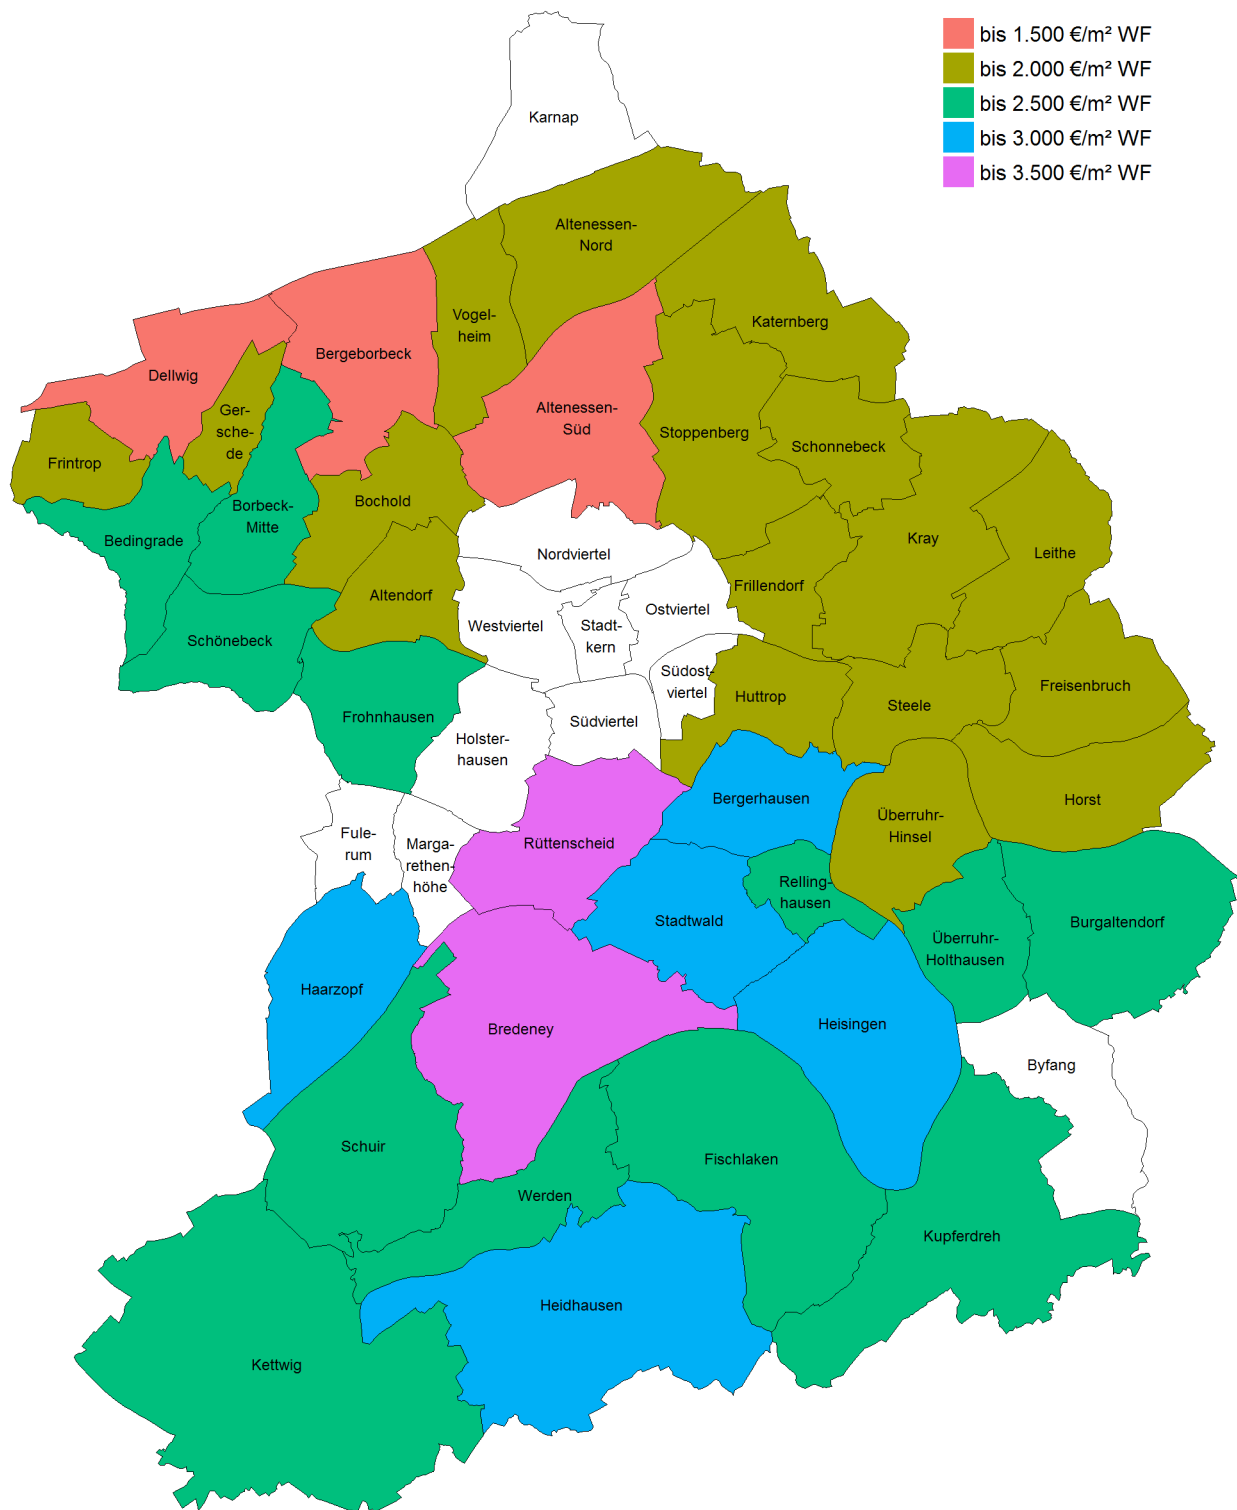 bis 1.500 €/m² WF
bis 2.000 €/m² WF
bis 2.500 €/m² WF
bis 3.000 €/m² WF
bis 3.500 €/m² WF
Karnap
Altenessen-
Nord
Vogel-
heim
Katernberg
Bergeborbeck
Dellwig
Altenessen-
Süd
Ger-
sche-
de
Stoppenberg
Schonnebeck
Frintrop
Borbeck-
Mitte
Bochold
Bedingrade
Nordviertel
Kray
Leithe
Frillendorf
Altendorf
Westviertel
Stadt-
kern
Ostviertel
Schönebeck
Südost-
viertel
Freisenbruch
Huttrop
Steele
Frohnhausen
Südviertel
Holster-
hausen
Bergerhausen
Horst
Überruhr-
Hinsel
Fule-
rum
Marga-
rethen-
höhe
Rüttenscheid
Relling-
hausen
Stadtwald
Burgaltendorf
Überruhr-
Holthausen
Haarzopf
Bredeney
Heisingen
Byfang
Schuir
Fischlaken
Werden
Kupferdreh
Heidhausen
Kettwig